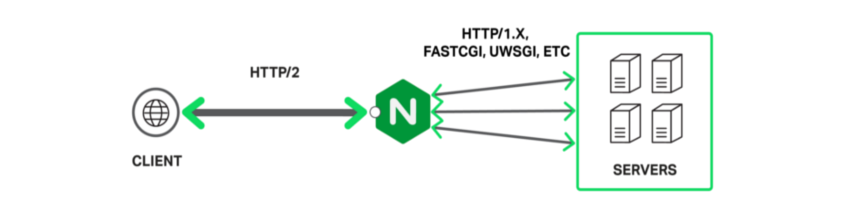 HTTP/1.X,
FASTCGI, UWSGI, ETC
HTTP/2
N
CLIENT
SERVERS